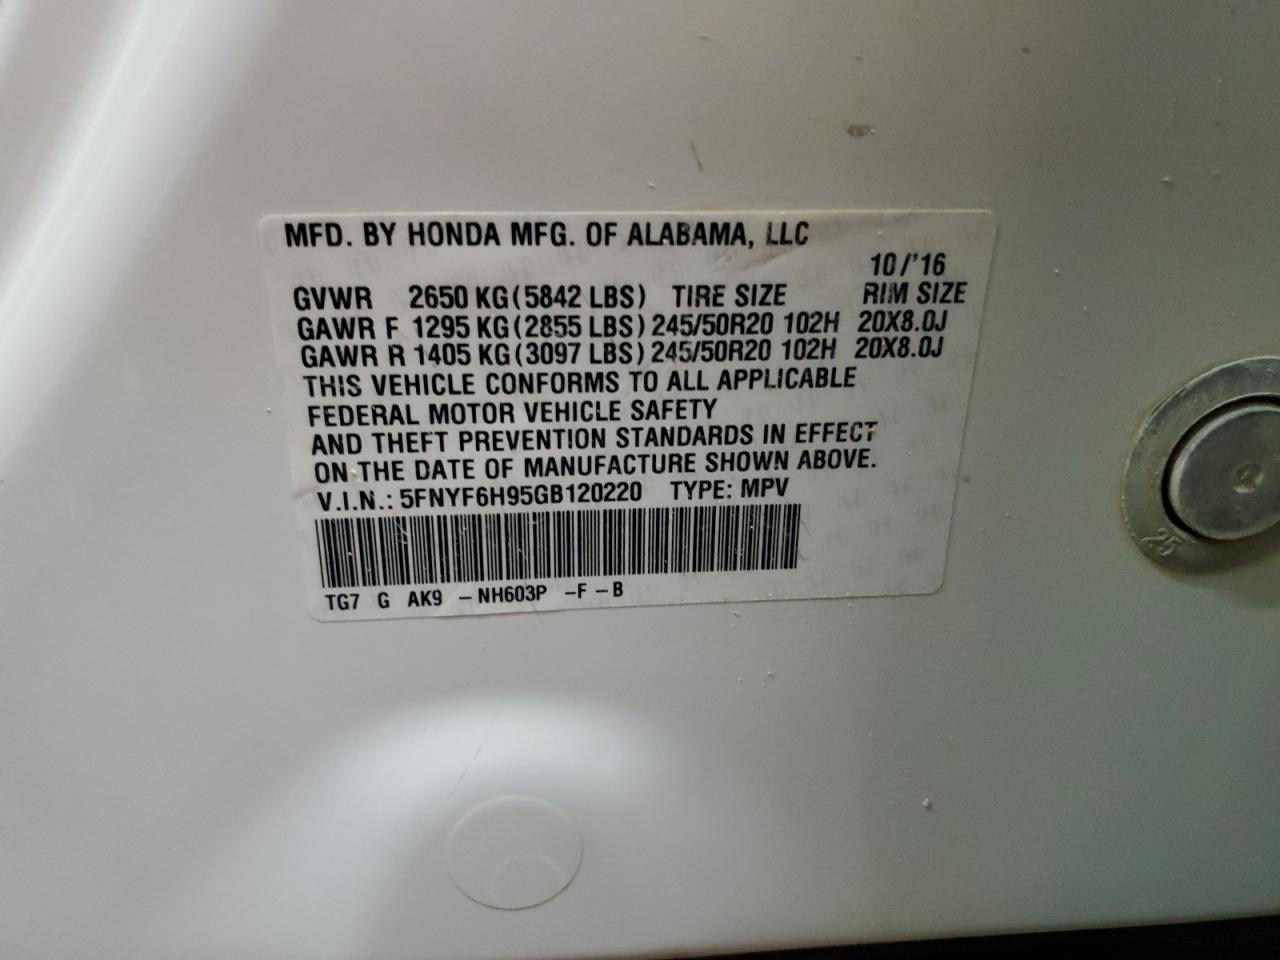 MFD. BY HONDA MFG. OF ALABAMA, LLC
10/'16
GVWR 2650 KG(5842 LBS) TIRE SIZE RIM SIZE
GAWR F 1295 KG(2855 LBS)245/50R20 102H 20X8.0J
GAWR R 1405 KG(3097 LBS)245/50R20 102H 20X8.0J
THIS VEHICLE CONFORMS TO ALL APPLICABLE
FEDERAL MOTOR VEHICLE SAFETY
AND THEFT PREVENTION STANDARDS IN EFFECT
ON THE DATE OF MANUFACTURE SHOWN ABOVE.
V.I.N.: 5FNYF6H95GB120220 TYPE: MPV
TG7 G AK9 -NH603P -F-B
25